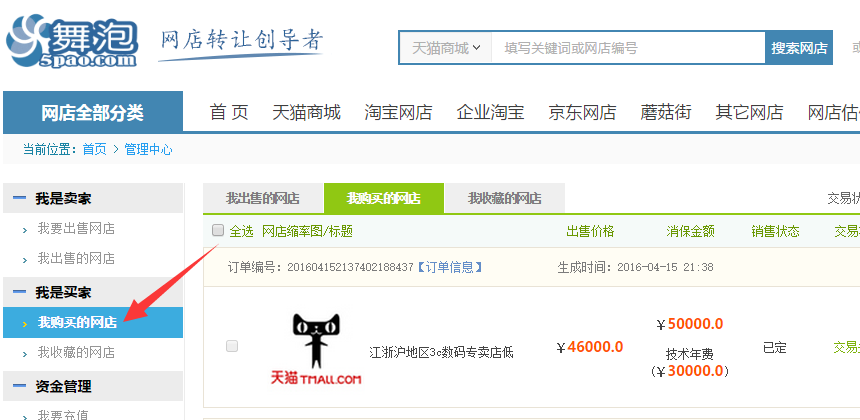 舞泡
5pao.com
网店转让创导者
天猫商城 填写关键词或网店编号 搜索网店
网店全部分类 首 页 天猫商城 淘宝网店 企业淘宝 京东网店 蘑菇街 其它网店 网店估
当前位置：首页 > 管理中心
我是卖家
我要出售网店
我出售的网店
我是买家
我购买的网店
我收藏的网店
资金管理
我要充值
我出售的网店 我购买的网店 我收藏的网店 交易状
全选 网店缩率图/标题 出售价格 消保金额 销售状态 交易
订单编号：201604152137402188437【订单信息】 生成时间：2016-04-15 21:38
天猫 TMALL.COM
江浙沪地区3c数码专卖店低
¥46000.0
¥50000.0
技术年费
(¥30000.0)
已定
交易